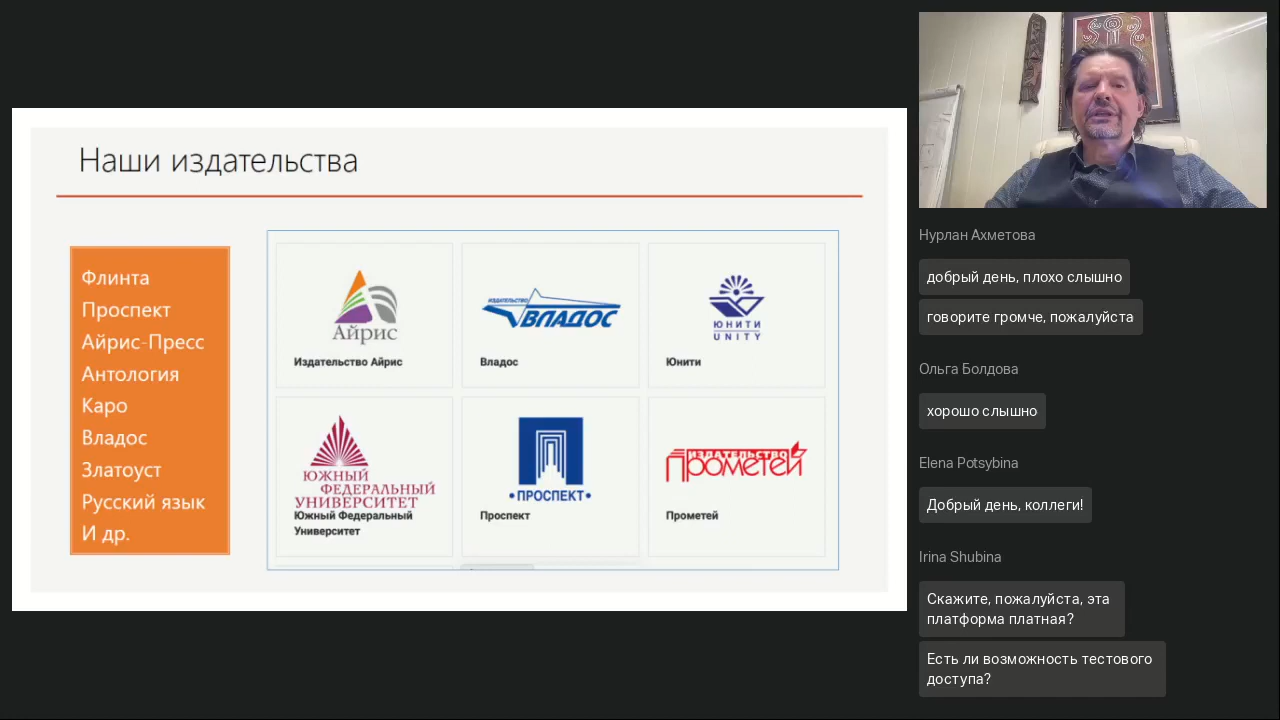 Наши издательства
Флинта
Проспект
Айрис-Пресс
Антология
Каро
Владос
Златоуст
Русский язык
И др.
Айрис
Издательство Айрис
ИЗДАТЕЛЬСТВО
ВЛАДОС
Владос
ЮНИТИ
UNITY
Юнити
ЮЖНЫЙ
ФЕДЕРАЛЬНЫЙ
УНИВЕРСИТЕТ
Южный Федеральный
Университет
•ПРОСПЕКТ•
Проспект
ИЗДАТЕЛЬСТВО
Прометей
Прометей
Нурлан Ахметова
добрый день, плохо слышно
говорите громче, пожалуйста
Ольга Болдова
хорошо слышно
Elena Potsybina
Добрый день, коллеги!
Irina Shubina
Скажите, пожалуйста, эта
платформа платная?
Есть ли возможность тестового
доступа?